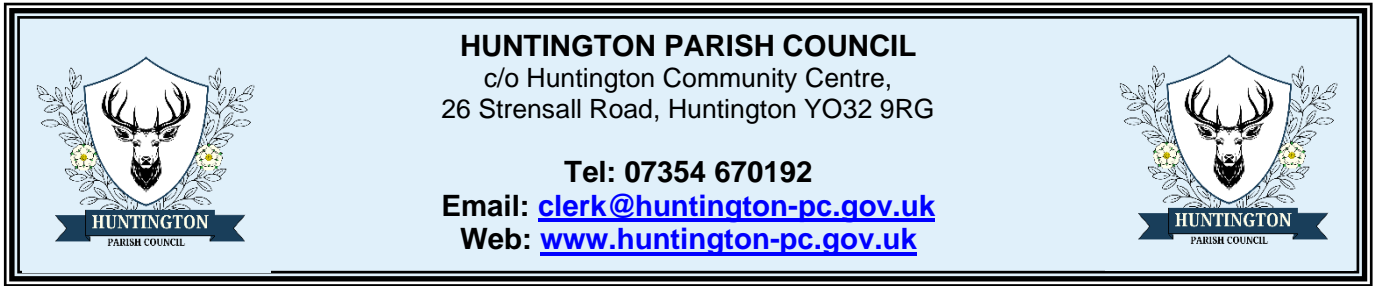 HUNTINGTON PARISH COUNCIL
c/o Huntington Community Centre,
26 Strensall Road, Huntington YO32 9RG
Tel: 07354 670192
Email: clerk@huntington-pc.gov.uk
Web: www.huntington-pc.gov.uk
HUNTINGTON
PARISH COUNCIL
HUNTINGTON
PARISH COUNCIL